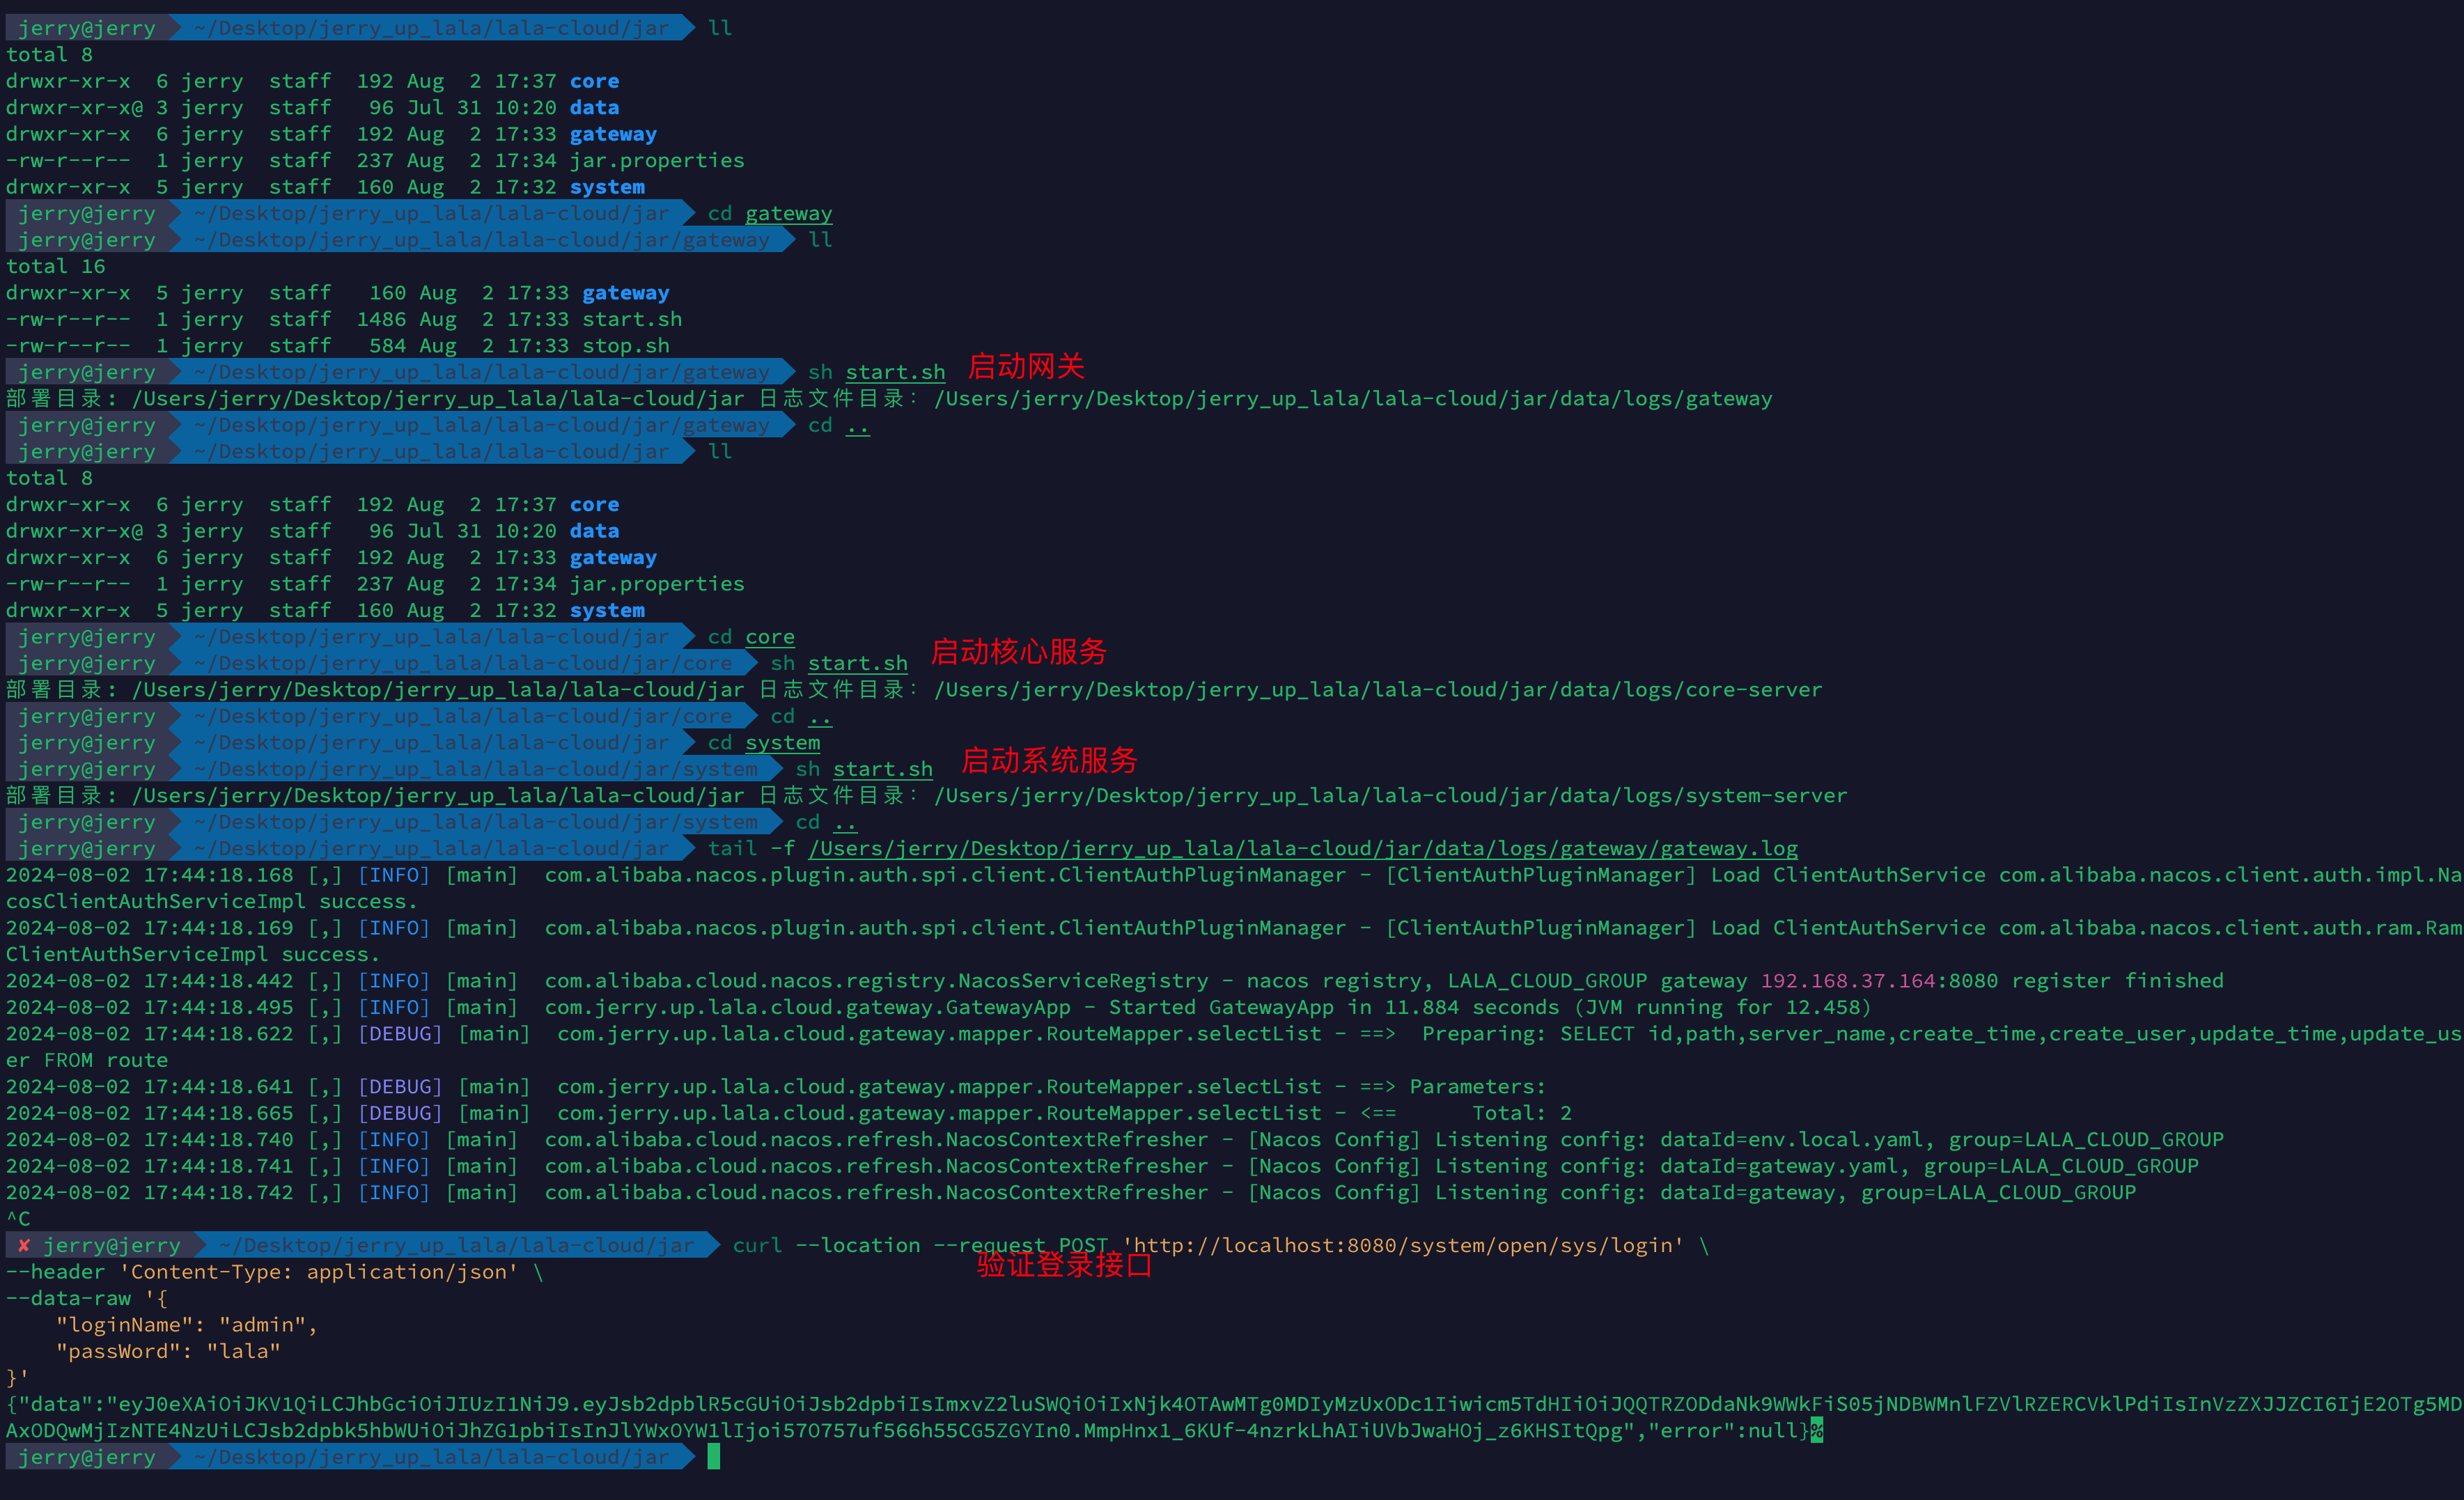 jerry@jerry ~/Desktop/jerry_up_lala/lala-cloud/jar ll
total 8
drwxr-xr-x  6 jerry  staff  192 Aug  2 17:37 core
drwxr-xr-x@ 3 jerry  staff   96 Jul 31 10:20 data
drwxr-xr-x  6 jerry  staff  192 Aug  2 17:33 gateway
-rw-r--r--  1 jerry  staff  237 Aug  2 17:34 jar.properties
drwxr-xr-x  5 jerry  staff  160 Aug  2 17:32 system
jerry@jerry ~/Desktop/jerry_up_lala/lala-cloud/jar cd gateway
jerry@jerry ~/Desktop/jerry_up_lala/lala-cloud/jar/gateway ll
total 16
drwxr-xr-x  5 jerry  staff   160 Aug  2 17:33 gateway
-rw-r--r--  1 jerry  staff  1486 Aug  2 17:33 start.sh
-rw-r--r--  1 jerry  staff   584 Aug  2 17:33 stop.sh
jerry@jerry ~/Desktop/jerry_up_lala/lala-cloud/jar/gateway sh start.sh 启动网关
部署目录: /Users/jerry/Desktop/jerry_up_lala/lala-cloud/jar 日志文件目录: /Users/jerry/Desktop/jerry_up_lala/lala-cloud/jar/data/logs/gateway
jerry@jerry ~/Desktop/jerry_up_lala/lala-cloud/jar/gateway cd ..
jerry@jerry ~/Desktop/jerry_up_lala/lala-cloud/jar ll
total 8
drwxr-xr-x  6 jerry  staff  192 Aug  2 17:37 core
drwxr-xr-x@ 3 jerry  staff   96 Jul 31 10:20 data
drwxr-xr-x  6 jerry  staff  192 Aug  2 17:33 gateway
-rw-r--r--  1 jerry  staff  237 Aug  2 17:34 jar.properties
drwxr-xr-x  5 jerry  staff  160 Aug  2 17:32 system
jerry@jerry ~/Desktop/jerry_up_lala/lala-cloud/jar cd core
jerry@jerry ~/Desktop/jerry_up_lala/lala-cloud/jar/core sh start.sh 启动核心服务
部署目录: /Users/jerry/Desktop/jerry_up_lala/lala-cloud/jar 日志文件目录: /Users/jerry/Desktop/jerry_up_lala/lala-cloud/jar/data/logs/core-server
jerry@jerry ~/Desktop/jerry_up_lala/lala-cloud/jar/core cd ..
jerry@jerry ~/Desktop/jerry_up_lala/lala-cloud/jar cd system
jerry@jerry ~/Desktop/jerry_up_lala/lala-cloud/jar/system sh start.sh 启动系统服务
部署目录: /Users/jerry/Desktop/jerry_up_lala/lala-cloud/jar 日志文件目录: /Users/jerry/Desktop/jerry_up_lala/lala-cloud/jar/data/logs/system-server
jerry@jerry ~/Desktop/jerry_up_lala/lala-cloud/jar/system cd ..
jerry@jerry ~/Desktop/jerry_up_lala/lala-cloud/jar tail -f /Users/jerry/Desktop/jerry_up_lala/lala-cloud/jar/data/logs/gateway/gateway.log
2024-08-02 17:44:18.168 [,] [INFO] [main]  com.alibaba.nacos.plugin.auth.spi.client.ClientAuthPluginManager - [ClientAuthPluginManager] Load ClientAuthService com.alibaba.nacos.client.auth.impl.Na
cosClientAuthServiceImpl success.
2024-08-02 17:44:18.169 [,] [INFO] [main]  com.alibaba.nacos.plugin.auth.spi.client.ClientAuthPluginManager - [ClientAuthPluginManager] Load ClientAuthService com.alibaba.nacos.client.auth.ram.Ram
ClientAuthServiceImpl success.
2024-08-02 17:44:18.442 [,] [INFO] [main]  com.alibaba.cloud.nacos.registry.NacosServiceRegistry - nacos registry, LALA_CLOUD_GROUP gateway 192.168.37.164:8080 register finished
2024-08-02 17:44:18.495 [,] [INFO] [main]  com.jerry.up.lala.cloud.gateway.GatewayApp - Started GatewayApp in 11.884 seconds (JVM running for 12.458)
2024-08-02 17:44:18.622 [,] [DEBUG] [main]  com.jerry.up.lala.cloud.gateway.mapper.RouteMapper.selectList - ==>  Preparing: SELECT id,path,server_name,create_time,create_user,update_time,update_us
er FROM route
2024-08-02 17:44:18.641 [,] [DEBUG] [main]  com.jerry.up.lala.cloud.gateway.mapper.RouteMapper.selectList - ==> Parameters:
2024-08-02 17:44:18.665 [,] [DEBUG] [main]  com.jerry.up.lala.cloud.gateway.mapper.RouteMapper.selectList - <==      Total: 2
2024-08-02 17:44:18.740 [,] [INFO] [main]  com.alibaba.cloud.nacos.refresh.NacosContextRefresher - [Nacos Config] Listening config: dataId=env.local.yaml, group=LALA_CLOUD_GROUP
2024-08-02 17:44:18.741 [,] [INFO] [main]  com.alibaba.cloud.nacos.refresh.NacosContextRefresher - [Nacos Config] Listening config: dataId=gateway.yaml, group=LALA_CLOUD_GROUP
2024-08-02 17:44:18.742 [,] [INFO] [main]  com.alibaba.cloud.nacos.refresh.NacosContextRefresher - [Nacos Config] Listening config: dataId=gateway, group=LALA_CLOUD_GROUP
^C
✘ jerry@jerry ~/Desktop/jerry_up_lala/lala-cloud/jar curl --location --request POST 'http://localhost:8080/system/open/sys/login' \
--header 'Content-Type: application/json' \ 验证登录接口
--data-raw '{
    "loginName": "admin",
    "passWord": "lala"
}'
{"data":"eyJ0eXAiOiJKV1QiLCJhbGciOiJIUzI1NiJ9.eyJsb2dpblR5cGUiOiJsb2dpbiIsImxvZ2luSWQiOiIxNjk4OTAwMTg0MDIyMzUxODc1Iiwicm5TdHIiOiJQQTRZODdaNk9WWkFiS05jNDBWMnlFZVlRZERCVklPdiIsInVzZXJJZCI6IjE2OTg5MD
AxODQwMjIzNTE4NzUiLCJsb2dpbk5hbWUiOiJhZG1pbiIsInJlYWxOYW1lIjoi57O757uf566h55CG5ZGYIn0.MmpHnx1_6KUf-4nzrkLhAIiUVbJwaHOj_z6KHSItQpg","error":null}%
jerry@jerry ~/Desktop/jerry_up_lala/lala-cloud/jar